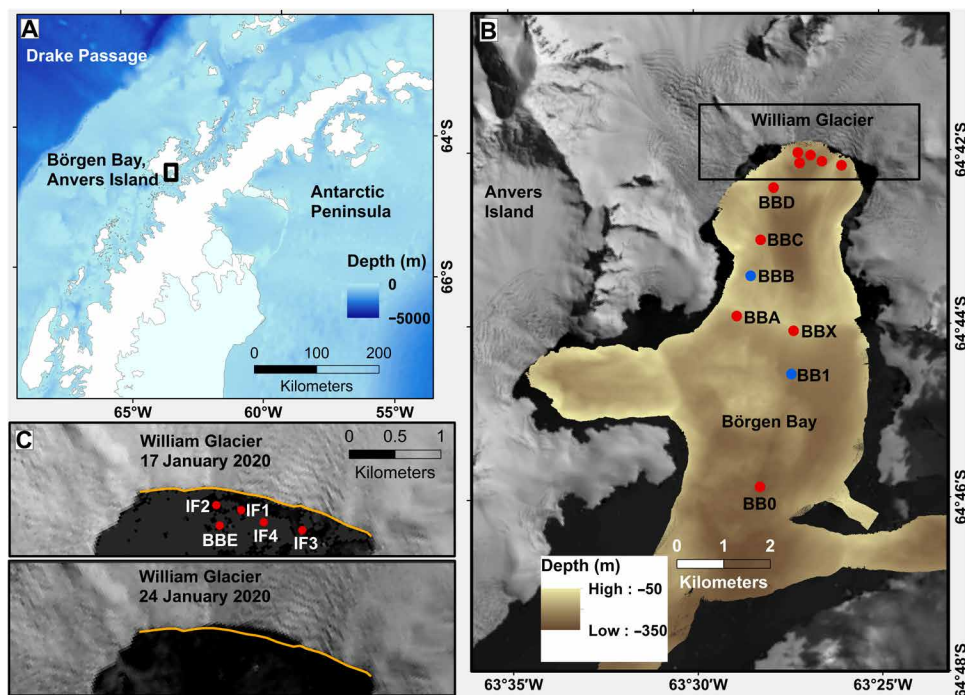 A
Drake Passage
Börgen Bay,
Anvers Island
Antarctic
Peninsula
Depth (m)
0
−5000
0 100 200
Kilometers
64°S
66°S
65°W 60°W 55°W
B
William Glacier
Anvers
Island
BBD
BBC
BBB
BBA
BBX
BB1
Börgen Bay
BB0
0 1 2
Kilometers
Depth (m)
High : −50
Low : −350
64°42'S
64°44'S
64°46'S
64°48'S
63°35'W 63°30'W 63°25'W
C
William Glacier
17 January 2020
0 0.5 1
Kilometers
IF2
IF1
BBE
IF4
IF3
William Glacier
24 January 2020